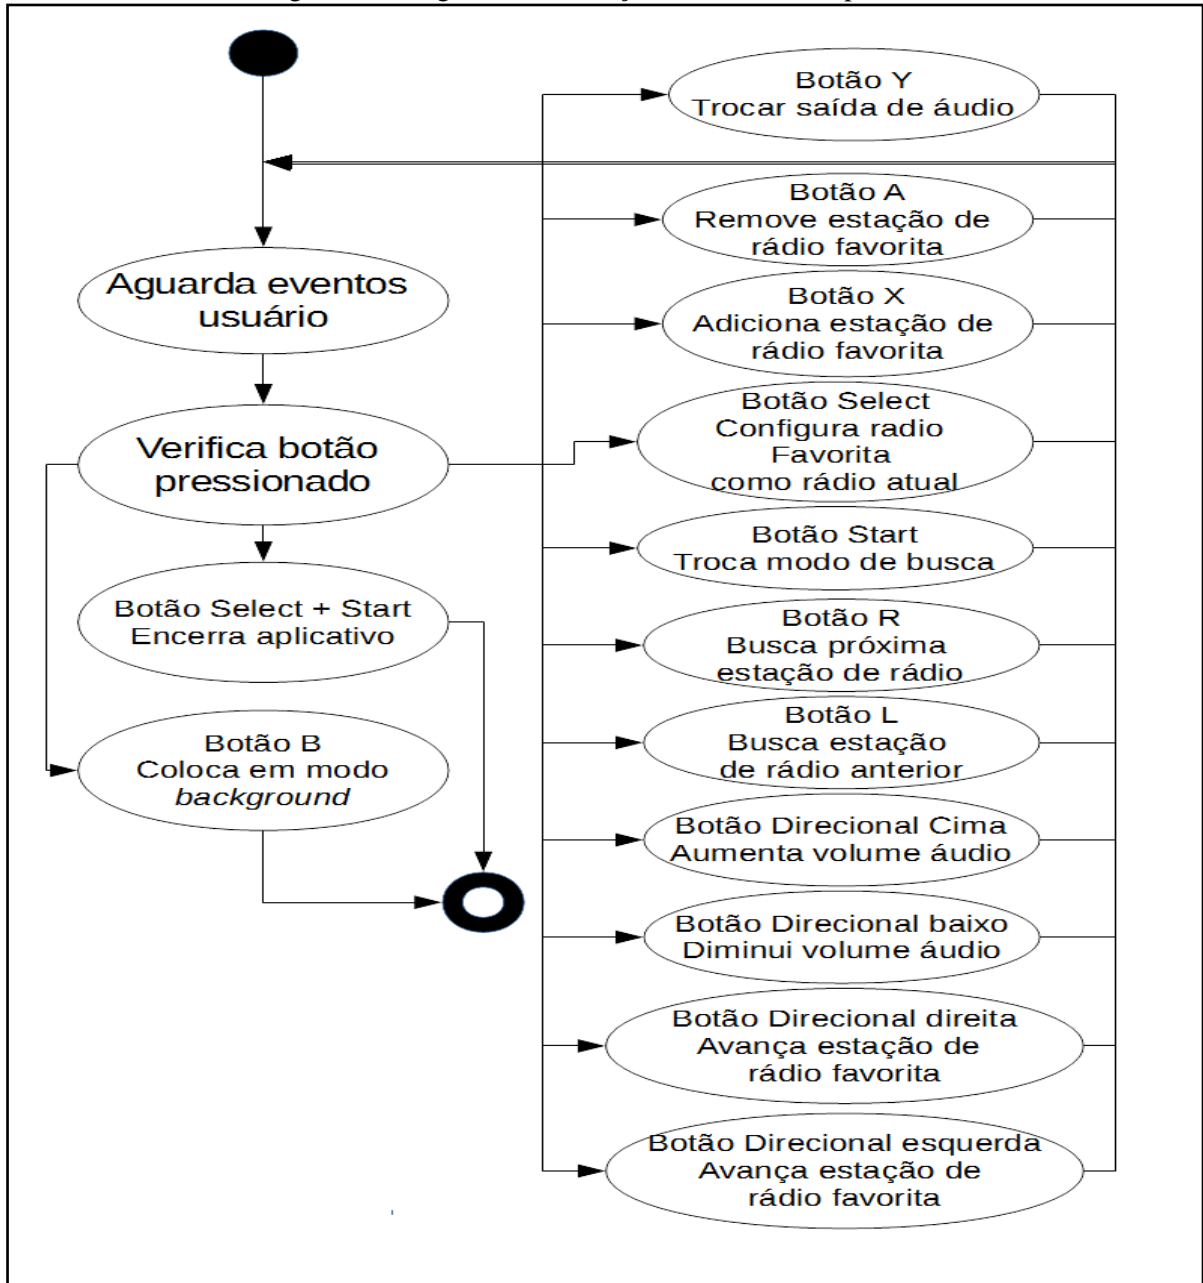 Aguarda eventos
usuário
Verifica botão
pressionado
Botão Select + Start
Encerra aplicativo
Botão B
Coloca em modo
background
Botão Y
Trocar saída de áudio
Botão A
Remove estação de
rádio favorita
Botão X
Adiciona estação de
rádio favorita
Botão Select
Configura radio
Favorita
como rádio atual
Botão Start
Troca modo de busca
Botão R
Busca próxima
estação de rádio
Botão L
Busca estação
de rádio anterior
Botão Direcional Cima
Aumenta volume áudio
Botão Direcional baixo
Diminui volume áudio
Botão Direcional direita
Avança estação de
rádio favorita
Botão Direcional esquerda
Avança estação de
rádio favorita